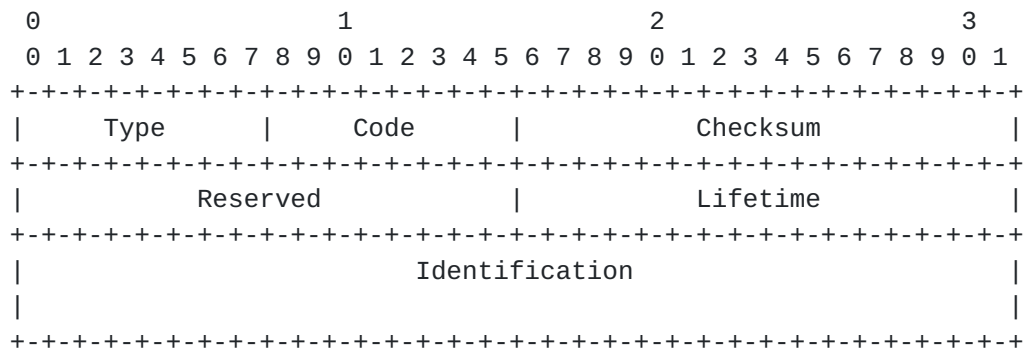 0                   1                   2                   3
 0 1 2 3 4 5 6 7 8 9 0 1 2 3 4 5 6 7 8 9 0 1 2 3 4 5 6 7 8 9 0 1
+-+-+-+-+-+-+-+-+-+-+-+-+-+-+-+-+-+-+-+-+-+-+-+-+-+-+-+-+-+-+-+-+
|     Type      |     Code      |           Checksum            |
+-+-+-+-+-+-+-+-+-+-+-+-+-+-+-+-+-+-+-+-+-+-+-+-+-+-+-+-+-+-+-+-+
|           Reserved            |           Lifetime            |
+-+-+-+-+-+-+-+-+-+-+-+-+-+-+-+-+-+-+-+-+-+-+-+-+-+-+-+-+-+-+-+-+
|                         Identification                        |
|                                                               |
+-+-+-+-+-+-+-+-+-+-+-+-+-+-+-+-+-+-+-+-+-+-+-+-+-+-+-+-+-+-+-+-+